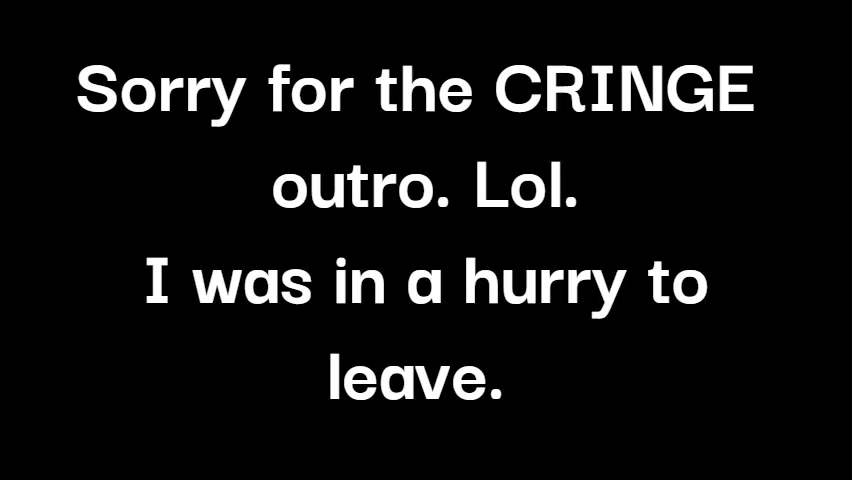 Sorry for the CRINGE
outro. Lol.
I was in a hurry to
leave.